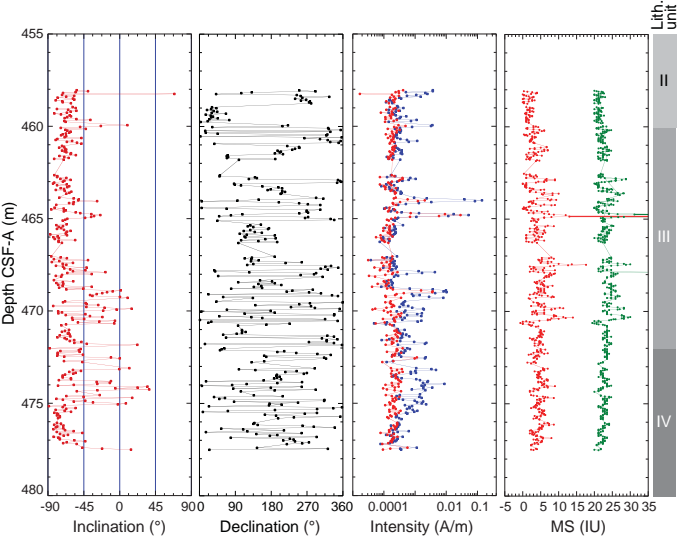 Lith.
unit
455
460
465
470
475
480
Depth CSF-A (m)
II
III
IV
-90 -45 0 45 90
0 90 180 270 360
0.0001 0.01 0.1
-5 0 5 10 15 20 25 30 35
Inclination (°)
Declination (°)
Intensity (A/m)
MS (IU)